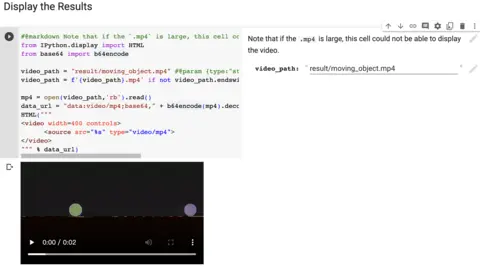 Display the Results
#@markdown Note that if the `.mp4` is large, this cell co
from IPython.display import HTML
from base64 import b64encode
video_path = "result/moving_object.mp4" #@param {type:"st
video_path = f'{video_path}.mp4' if not video_path.endswi
mp4 = open(video_path,'rb').read()
data_url = "data:video/mp4;base64," + b64encode(mp4).deco
HTML("""
<video width=400 controls>
<source src="%s" type="video/mp4">
</video>
""" % data_url)
Note that if the .mp4 is large, this cell could not be able to display
the video.
video_path: "result/moving_object.mp4"
0:00 / 0:02